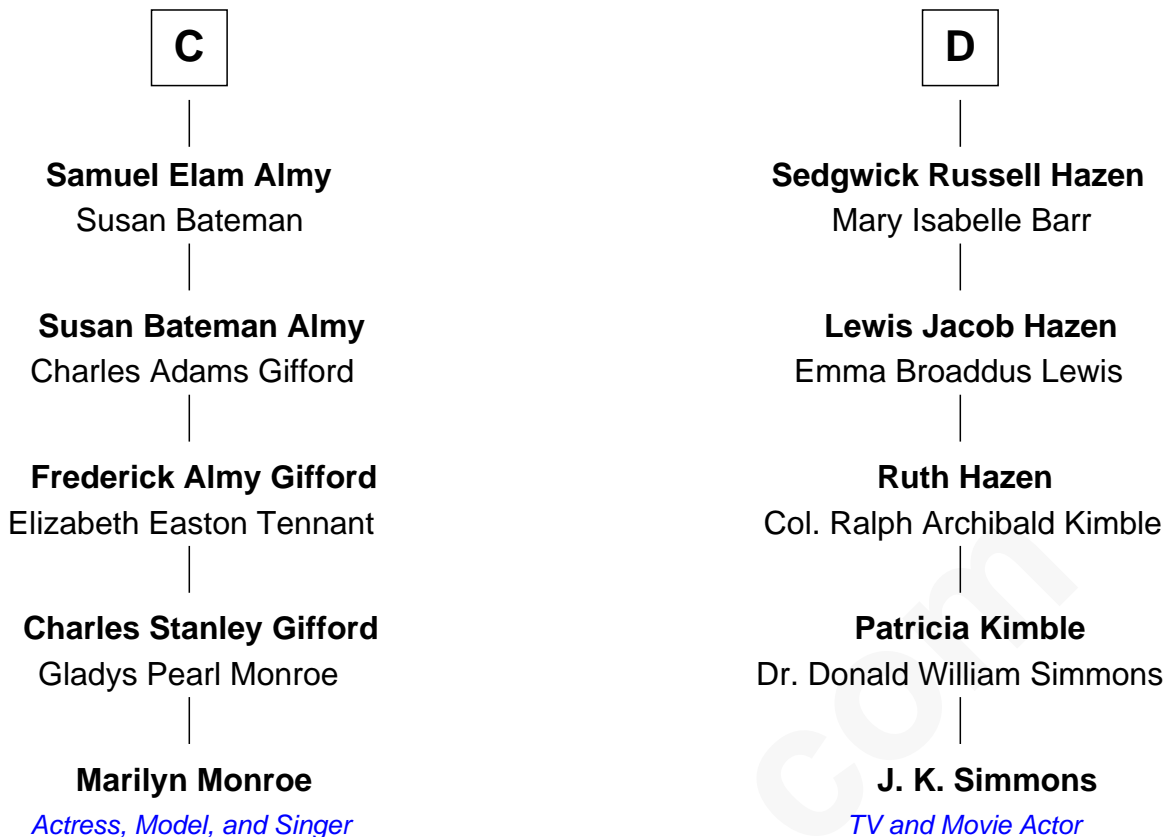 C
Samuel Elam Almy
Susan Bateman
Susan Bateman Almy
Charles Adams Gifford
Frederick Almy Gifford
Elizabeth Easton Tennant
Charles Stanley Gifford
Gladys Pearl Monroe
Marilyn Monroe
Actress, Model, and Singer
D
Sedgwick Russell Hazen
Mary Isabelle Barr
Lewis Jacob Hazen
Emma Broaddus Lewis
Ruth Hazen
Col. Ralph Archibald Kimble
Patricia Kimble
Dr. Donald William Simmons
J. K. Simmons
TV and Movie Actor
com